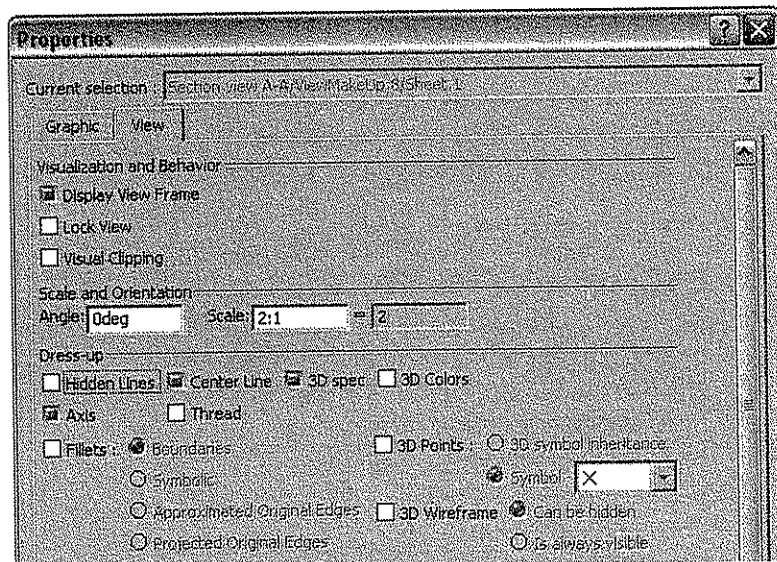 Properties
Current selection : Section view A-A/ViewMakeUp.8/Sheet.1
Graphic View
Visualization and Behavior
Display View Frame
Lock View
Visual Clipping
Scale and Orientation
Angle: 0deg Scale: 2:1 = 2
Dress-up
Hidden Lines Center Line 3D spec 3D Colors
Axis Thread
Fillets : Boundaries 3D Points : 3D symbol inheritance
Symbolic Symbol
Approximated Original Edges 3D Wireframe Can be hidden
Projected Original Edges Is always visible